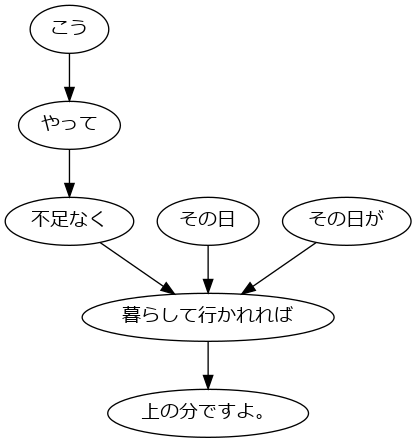 こう
やって
不足なく
その日
その日が
暮らして行かれれば
上の分ですよ。